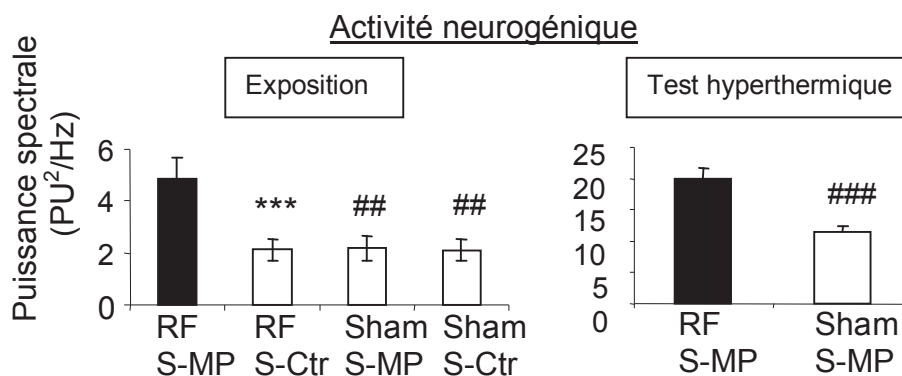 Activité neurogénique
Exposition
Test hyperthermique
Puissance spectrale
(PU²/Hz)
6
4
2
0
***
##
##
RF RF Sham Sham
S-MP S-Ctr S-MP S-Ctr
25
20
15
10
5
0
###
RF Sham
S-MP S-MP